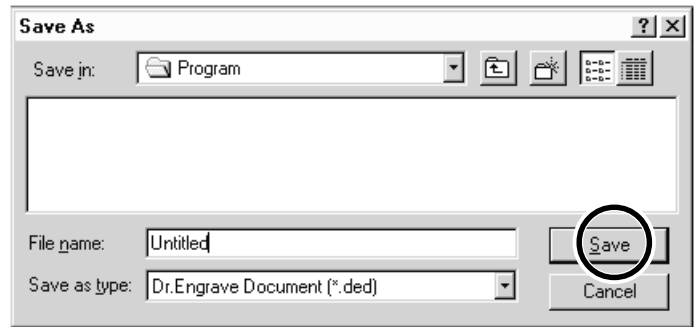 Save As
Save in: Program
File name: Untitled Save
Save as type: Dr.Engrave Document (*.ded) Cancel